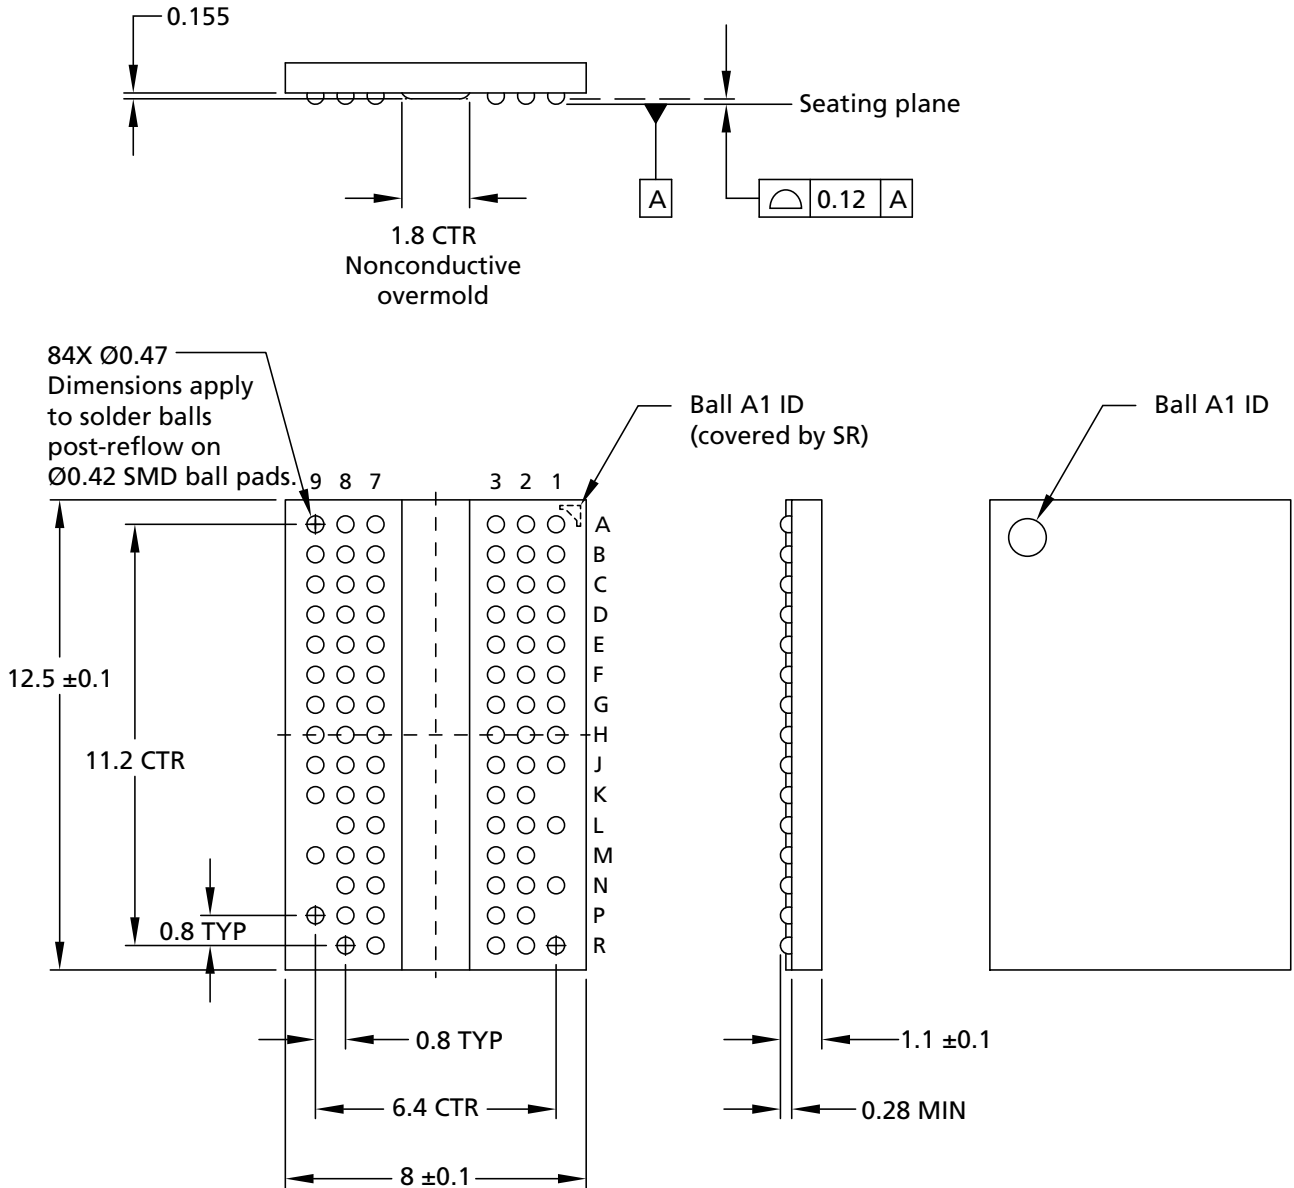 0.155
Seating plane
A
0.12 A
1.8 CTR
Nonconductive
overmold
84X Ø0.47
Dimensions apply
to solder balls
post-reflow on
Ø0.42 SMD ball pads.
Ball A1 ID
(covered by SR)
Ball A1 ID
9 8 7 3 2 1
A
B
C
D
E
F
G
H
J
K
L
M
N
P
R
12.5 ±0.1
11.2 CTR
0.8 TYP
0.8 TYP
1.1 ±0.1
6.4 CTR
0.28 MIN
8 ±0.1